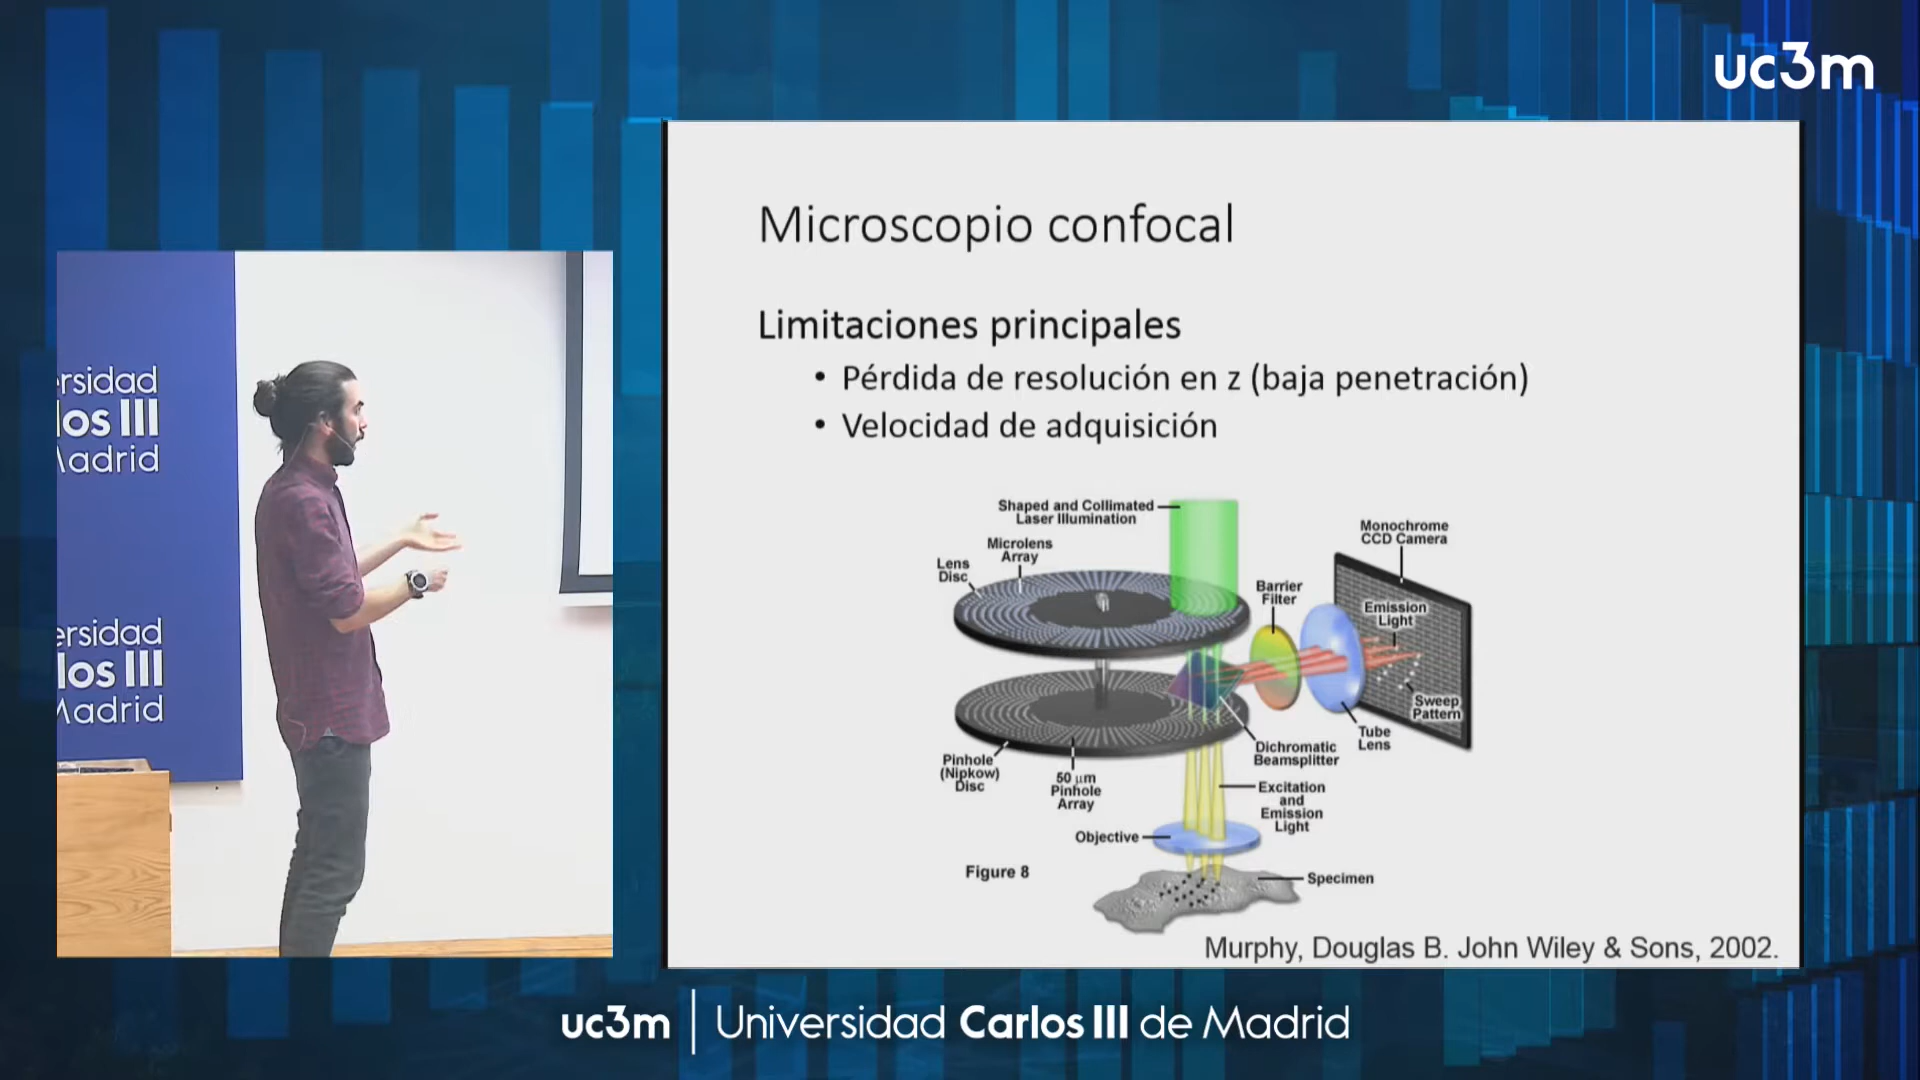 uc3m
Microscopio confocal
Limitaciones principales
• Pérdida de resolución en z (baja penetración)
• Velocidad de adquisición
Shaped and Collimated
Laser Illumination
Microlens
Array
Lens
Disc
Barrier
Filter
Monochrome
CCD Camera
Emission
Light
Sweep
Pattern
Tube
Lens
Dichromatic
Beamsplitter
Pinhole
(Nipkow)
Disc
50 μm
Pinhole
Array
Excitation
and
Emission
Light
Objective
Figure 8
Specimen
Murphy, Douglas B. John Wiley & Sons, 2002.
ersidad
los III
Madrid
ersidad
rlos III
Madrid
uc3m | Universidad Carlos III de Madrid